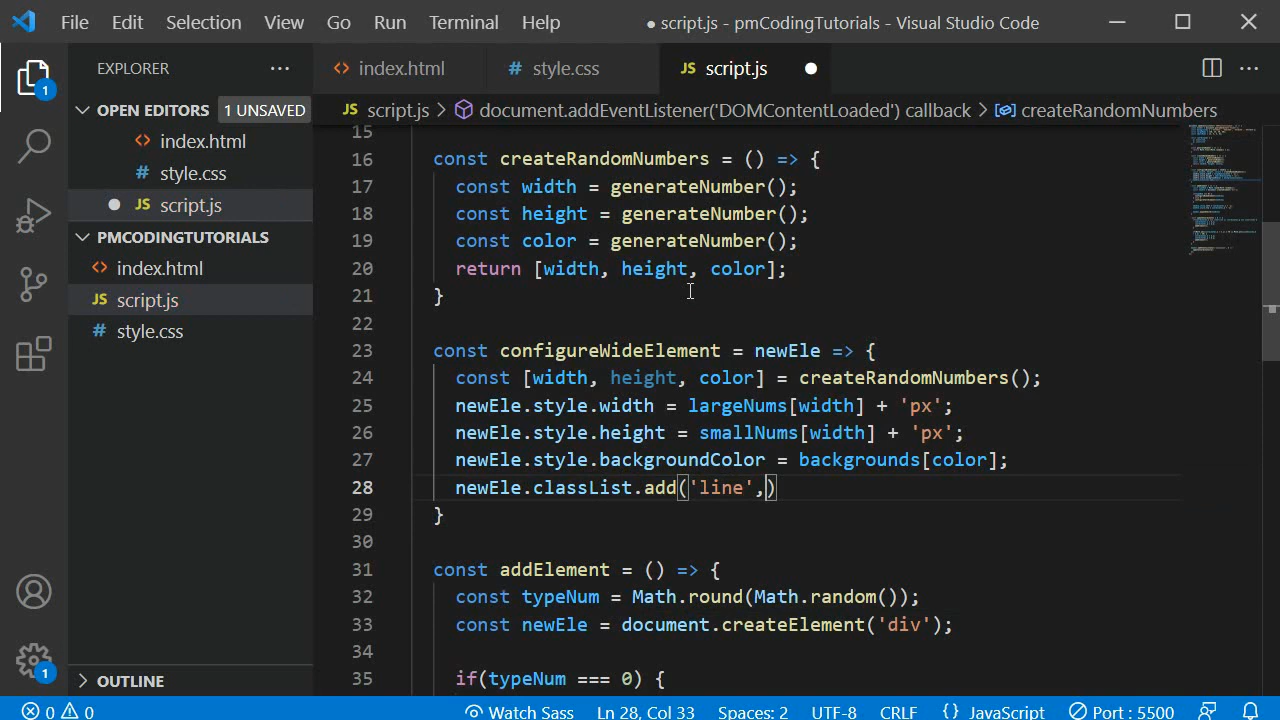 File Edit Selection View Go Run Terminal Help ● script.js - pmCodingTutorials - Visual Studio Code
EXPLORER ···
index.html style.css JS script.js
OPEN EDITORS 1 UNSAVED
JS script.js > document.addEventListener('DOMContentLoaded') callback > createRandomNumbers
index.html
# style.css
JS script.js
PMCODINGTUTORIALS
index.html
JS script.js
# style.css
OUTLINE
1
1
15
16 const createRandomNumbers = () => {
17 const width = generateNumber();
18 const height = generateNumber();
19 const color = generateNumber();
20 return [width, height, color];
21 }
22
23 const configureWideElement = newEle => {
24 const [width, height, color] = createRandomNumbers();
25 newEle.style.width = largeNums[width] + 'px';
26 newEle.style.height = smallNums[width] + 'px';
27 newEle.style.backgroundColor = backgrounds[color];
28 newEle.classList.add('line',)
29 }
30
31 const addElement = () => {
32 const typeNum = Math.round(Math.random());
33 const newEle = document.createElement('div');
34
35 if(typeNum === 0) {
0 0 Watch Sass Ln 28, Col 33 Spaces: 2 UTF-8 CRLF {} JavaScript Port : 5500